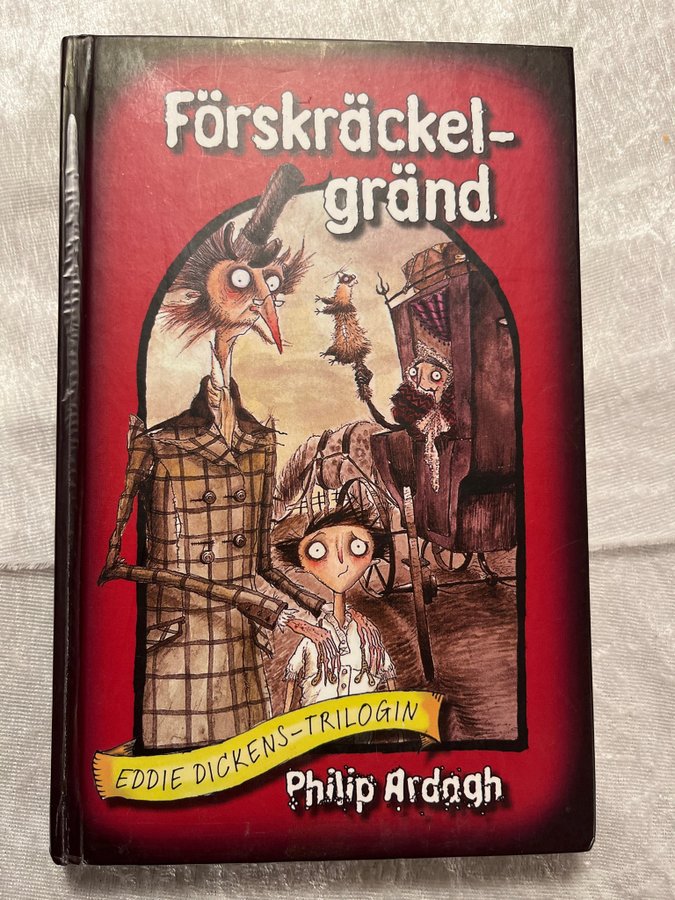 Förskräckel-
gränd
EDDIE DICKENS-TRILOGIN
Philip Ardagh